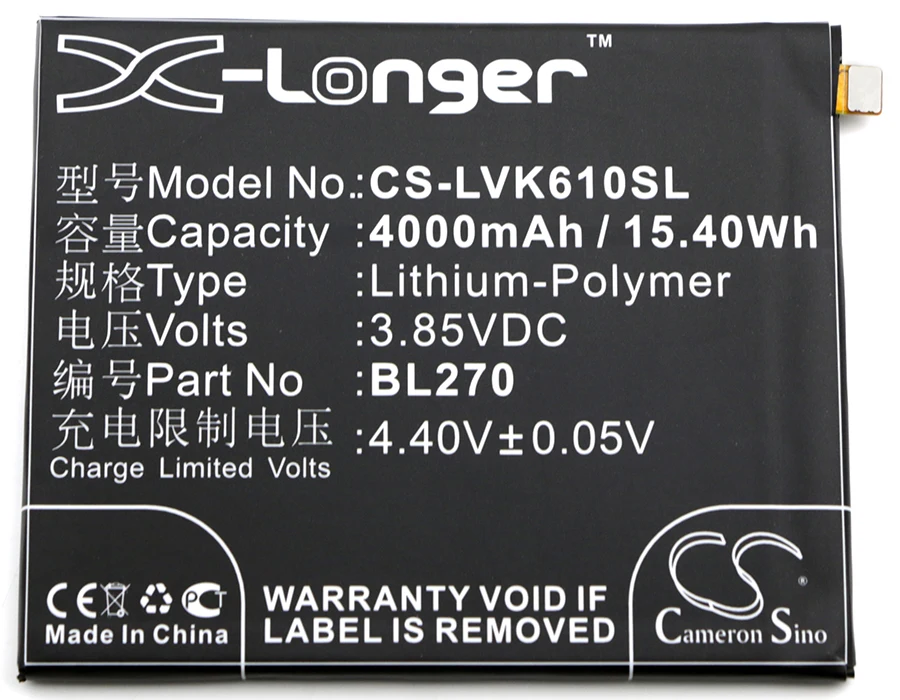 X-Longer™
型号Model No.:CS-LVK610SL
容量Capacity :4000mAh / 15.40Wh
规格Type :Lithium-Polymer
电压Volts :3.85VDC
编号Part No :BL270
充电限制电压 :4.40V±0.05V
Charge Limited Volts
CE PCT
Made In China
WARRANTY VOID IF
LABEL IS REMOVED
CS ®
Cameron Sino